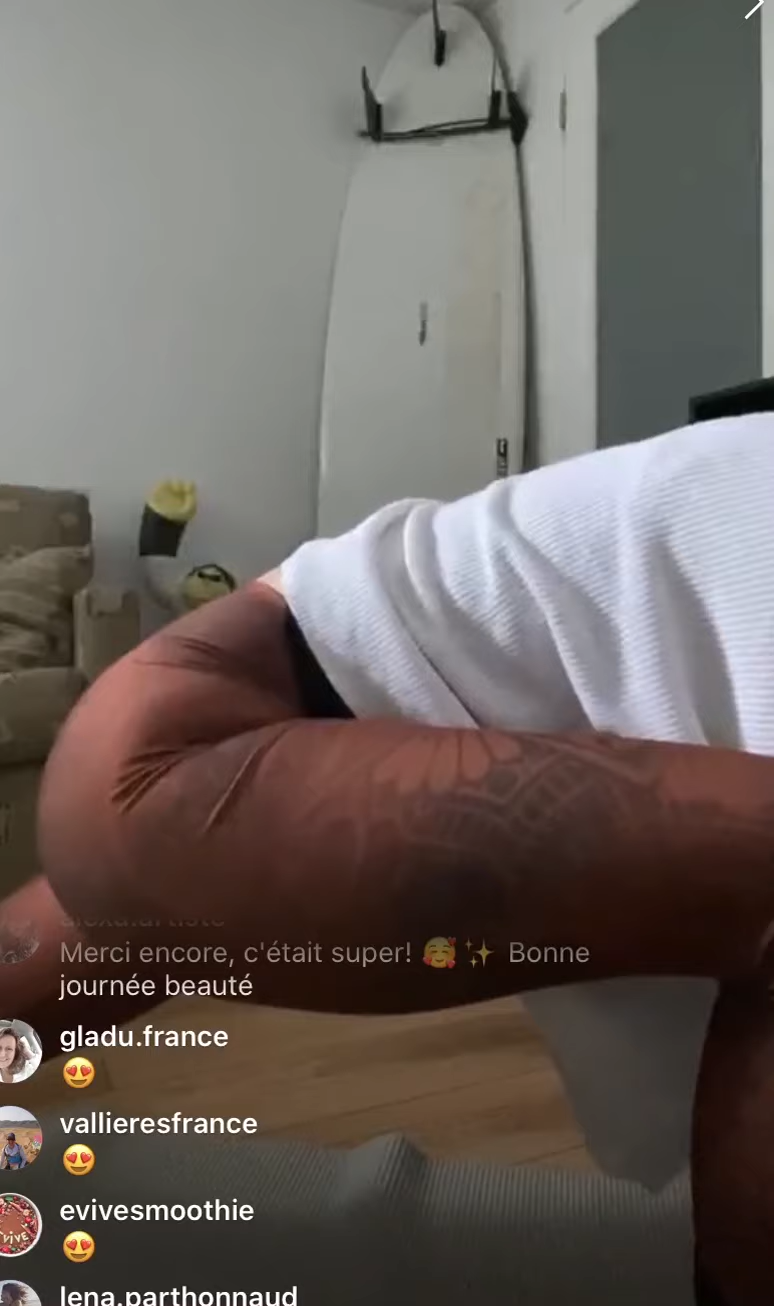 Merci encore, c'était super! 🥰✨ Bonne
journée beauté
gladu.france
😍
vallieresfrance
😍
evivesmoothie
😍
lena.parthonnaud